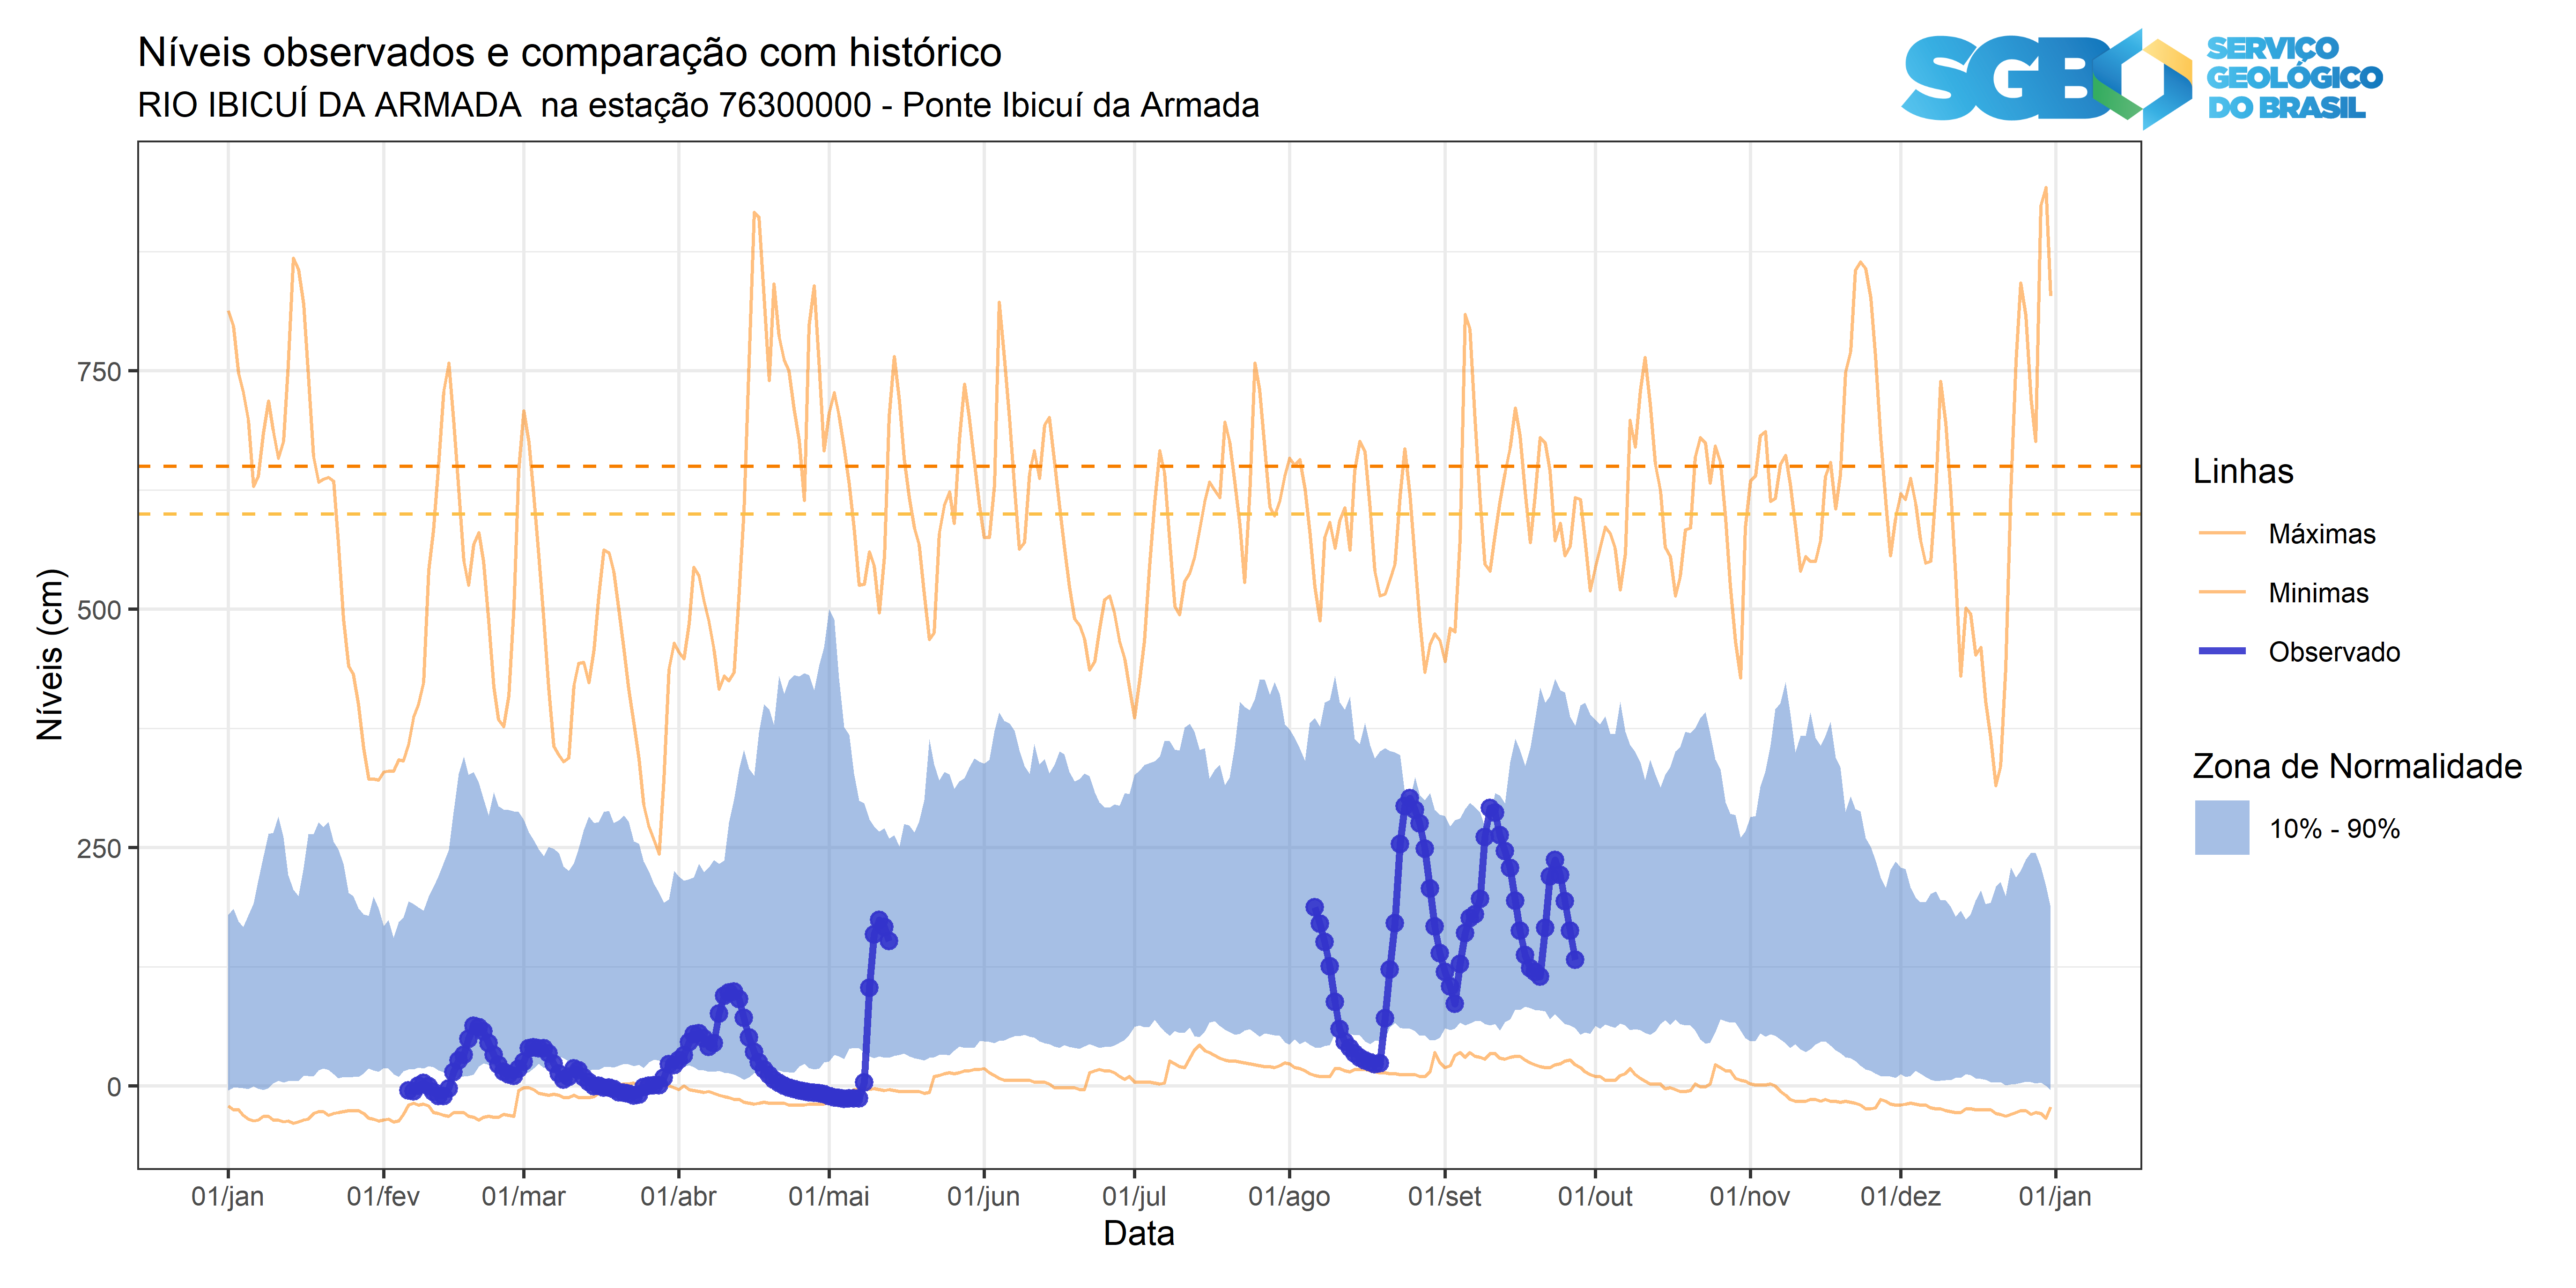 Níveis observados e comparação com histórico
RIO IBICUÍ DA ARMADA  na estação 76300000 - Ponte Ibicuí da Armada
SGB
SERVIÇO
GEOLÓGICO
DO BRASIL
Níveis (cm)
750
500
250
0
01/jan
01/fev
01/mar
01/abr
01/mai
01/jun
01/jul
01/ago
01/set
01/out
01/nov
01/dez
01/jan
Data
Linhas
Máximas
Minimas
Observado
Zona de Normalidade
10% - 90%